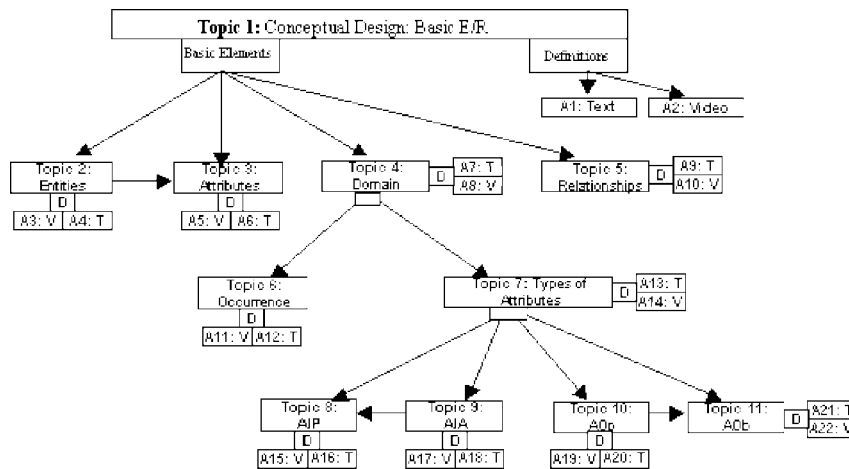 Topic 1: Conceptual Design: Basic E/R
Basic Elements
Definitions
A1: Text
A2: Video
Topic 2:
Entities
D
A3: V
A4: T
Topic 3:
Attributes
D
A5: V
A6: T
Topic 4:
Domain
D
A7: T
A8: V
Topic 5:
Relationships
D
A9: T
A10: V
Topic 6:
Occurrence
D
A11: V
A12: T
Topic 7: Types of
Attributes
D
A13: T
A14: V
Topic 8:
AIP
D
A15: V
A16: T
Topic 9:
AIA
D
A17: V
A18: T
Topic 10:
D
A19: V
A20: T
Topic 11:
AOb
D
A21: T
A22: V